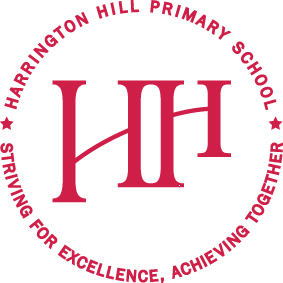 HARRINGTON HILL PRIMARY SCHOOL
HH
STRIVING FOR EXCELLENCE, ACHIEVING TOGETHER